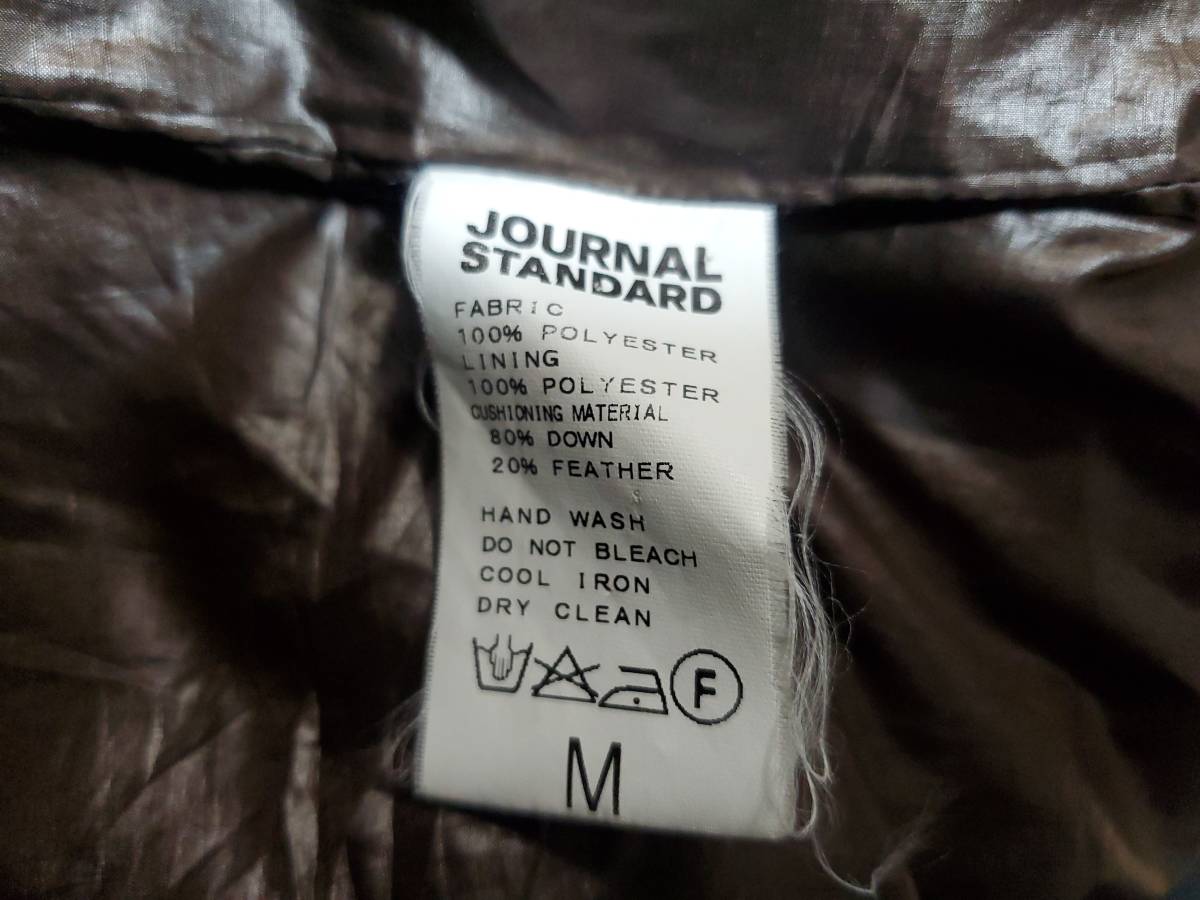 JOURNAL
STANDARD
FABRIC
100% POLYESTER
LINING
100% POLYESTER
CUSHIONING MATERIAL
80% DOWN
20% FEATHER
S
HAND WASH
DO NOT BLEACH
COOL IRON
DRY CLEAN
F
M